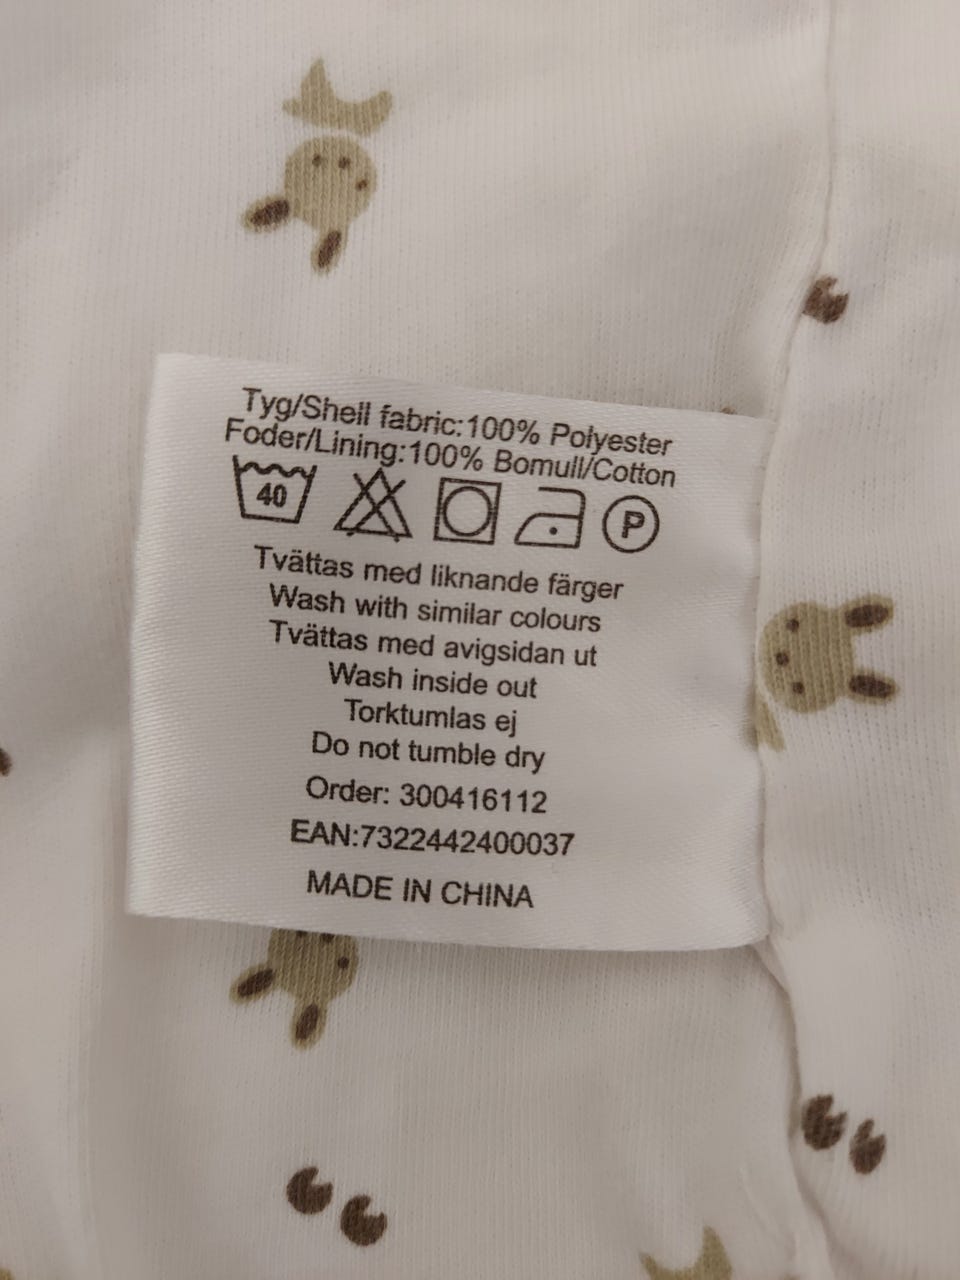 Tyg/Shell fabric:100% Polyester
Foder/Lining:100% Bomull/Cotton
40 P
Tvättas med liknande färger
Wash with similar colours
Tvättas med avigsidan ut
Wash inside out
Torktumlas ej
Do not tumble dry
Order: 300416112
EAN:7322442400037
MADE IN CHINA